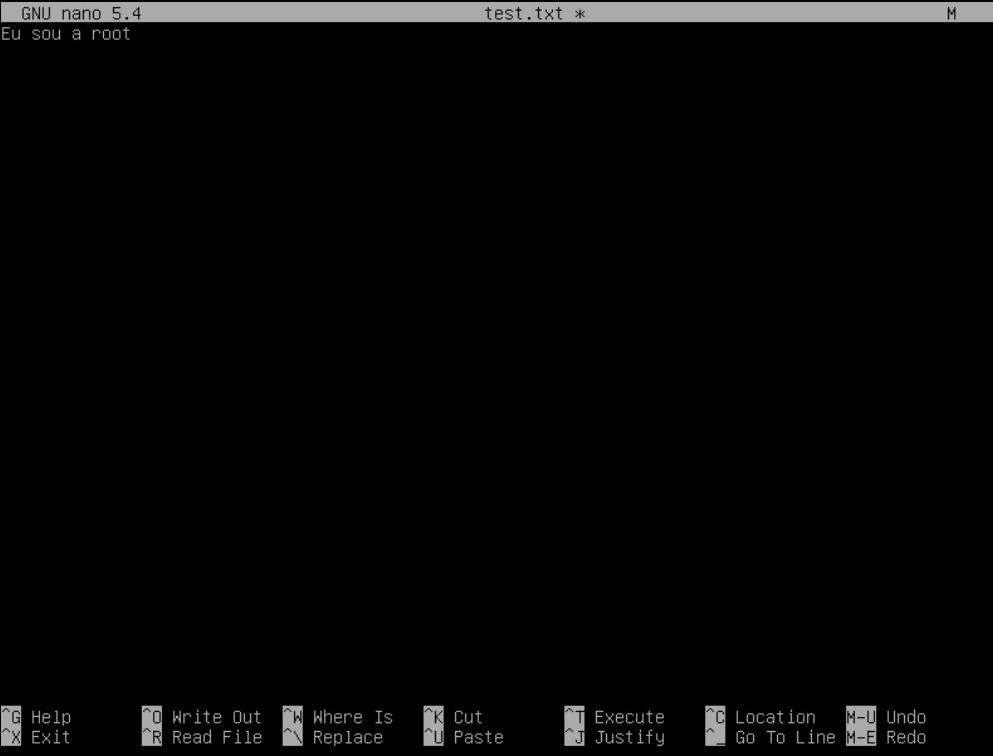 GNU nano 5.4 test.txt * M
Eu sou a root
^G Help ^O Write Out ^W Where Is ^K Cut ^T Execute ^C Location M-U Undo
^X Exit ^R Read File ^\ Replace ^U Paste ^J Justify ^_ Go To Line M-E Redo